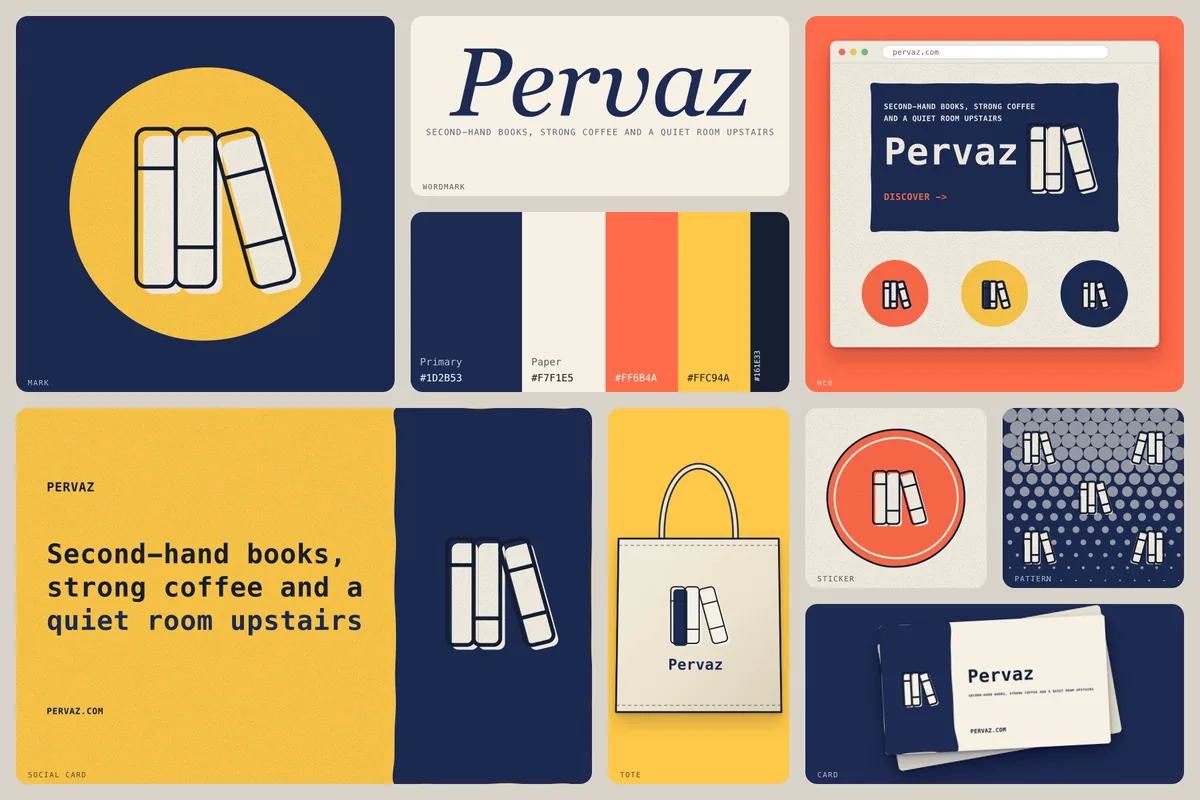 MARK
Pervaz
SECOND-HAND BOOKS, STRONG COFFEE AND A QUIET ROOM UPSTAIRS
WORDMARK
Primary
#1D2B53
Paper
#F7F1E5
#FF6B4A
#FFC94A
#161E33
pervaz.com
SECOND-HAND BOOKS, STRONG COFFEE
AND A QUIET ROOM UPSTAIRS
Pervaz
DISCOVER ->
WEB
PERVAZ
Second-hand books,
strong coffee and a
quiet room upstairs
PERVAZ.COM
SOCIAL CARD
Pervaz
TOTE
STICKER
PATTERN
Pervaz
SECOND-HAND BOOKS, STRONG COFFEE AND A QUIET ROOM UPSTAIRS
PERVAZ.COM
CARD